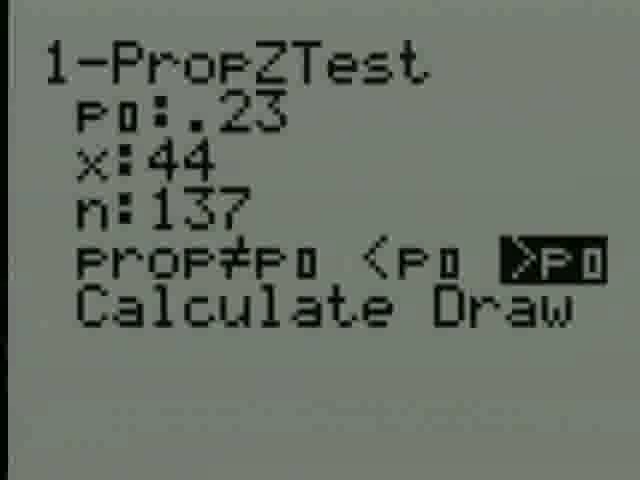 1-PropZTest
p0:.23
x:44
n:137
prop≠p0 <p0 >p0
Calculate Draw